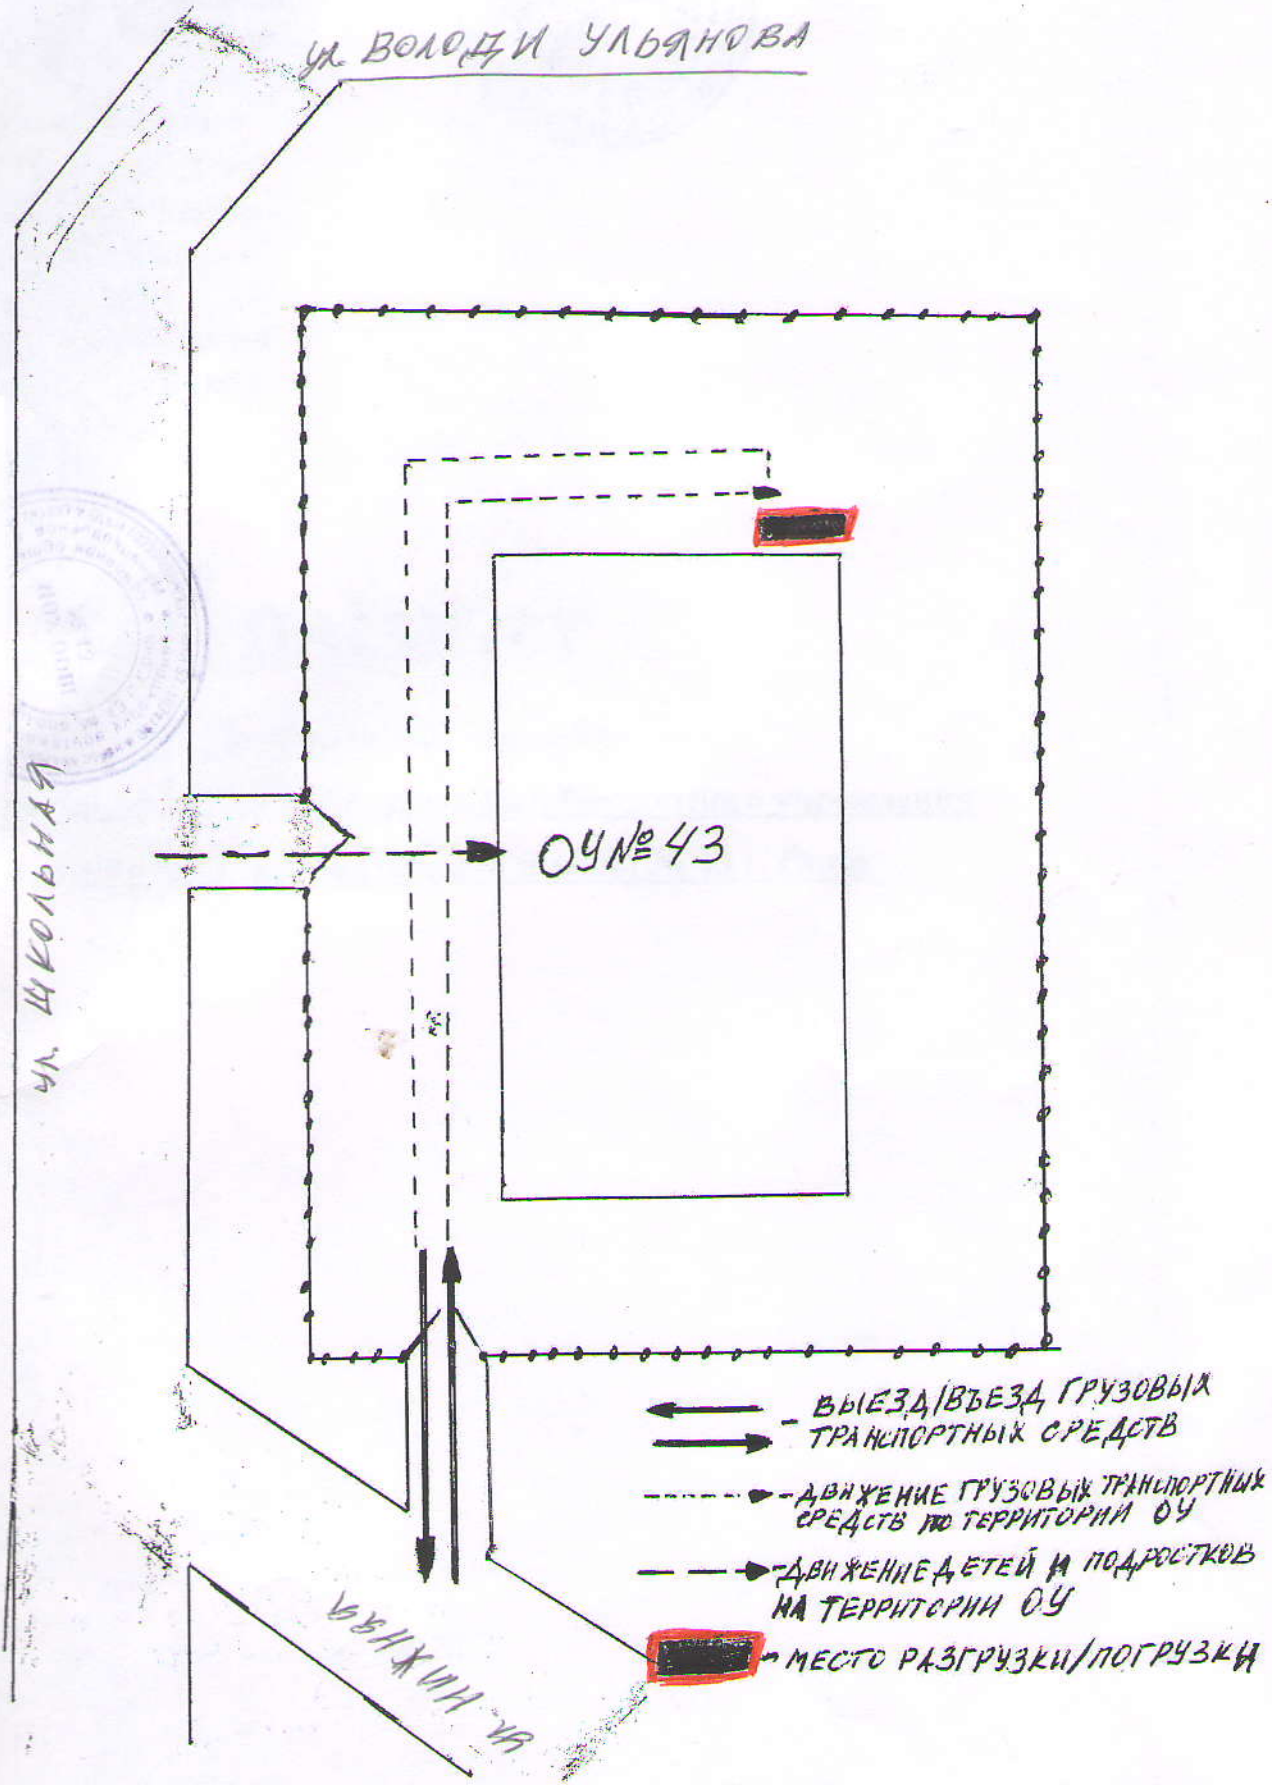 ул. ВОЛОДИ УЛЬЯНОВА
ул. ШКОЛЬНАЯ
ОУ№43
- ВЫЕЗД/ВЪЕЗД ГРУЗОВЫХ
ТРАНСПОРТНЫХ СРЕДСТВ
- ДВИЖЕНИЕ ГРУЗОВЫХ ТРАНСПОРТНЫХ
СРЕДСТВ ПО ТЕРРИТОРИИ ОУ
- ДВИЖЕНИЕ ДЕТЕЙ И ПОДРОСТКОВ
НА ТЕРРИТОРИИ ОУ
- МЕСТО РАЗГРУЗКИ/ПОГРУЗКИ
ул. НИЖНЯЯ